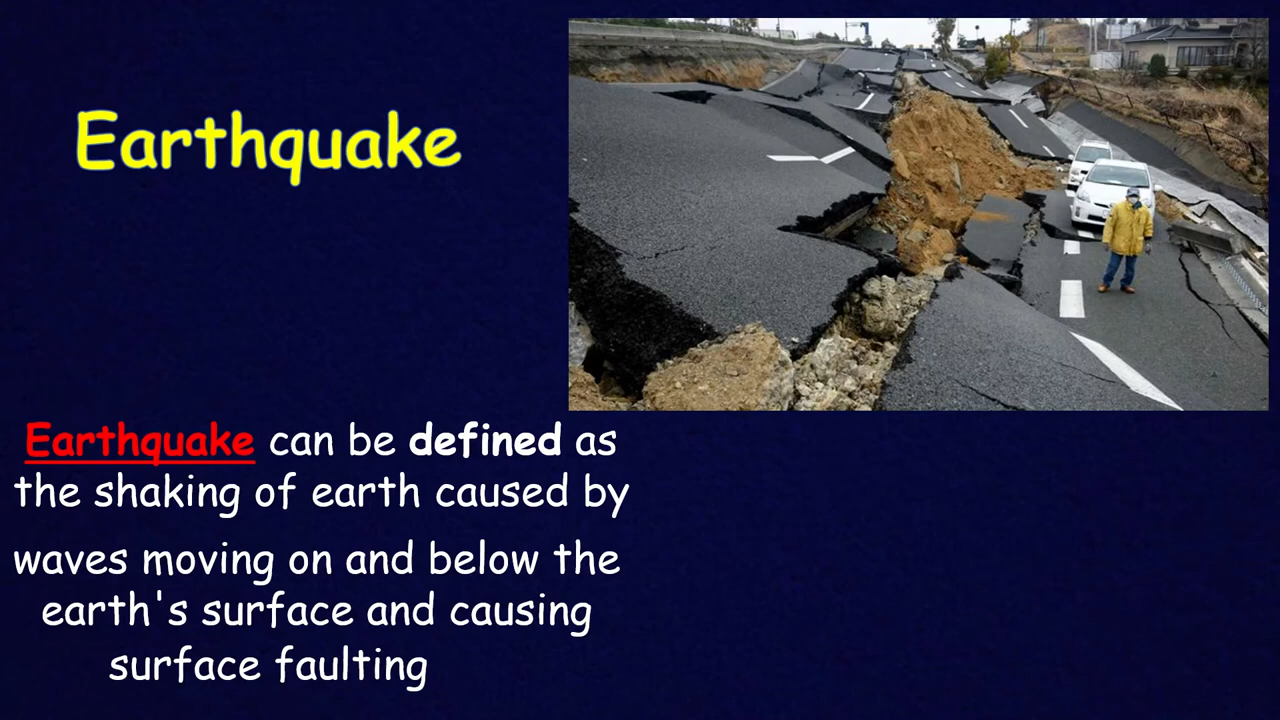 Earthquake
Earthquake can be defined as
the shaking of earth caused by
waves moving on and below the
earth's surface and causing
surface faulting